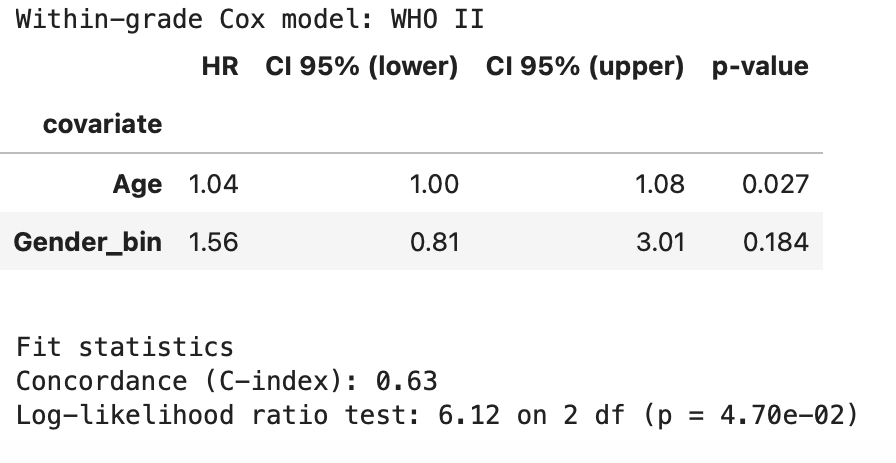 Within-grade Cox model: WHO II
HR CI 95% (lower) CI 95% (upper) p-value
covariate
Age 1.04 1.00 1.08 0.027
Gender_bin 1.56 0.81 3.01 0.184
Fit statistics
Concordance (C-index): 0.63
Log-likelihood ratio test: 6.12 on 2 df (p = 4.70e-02)